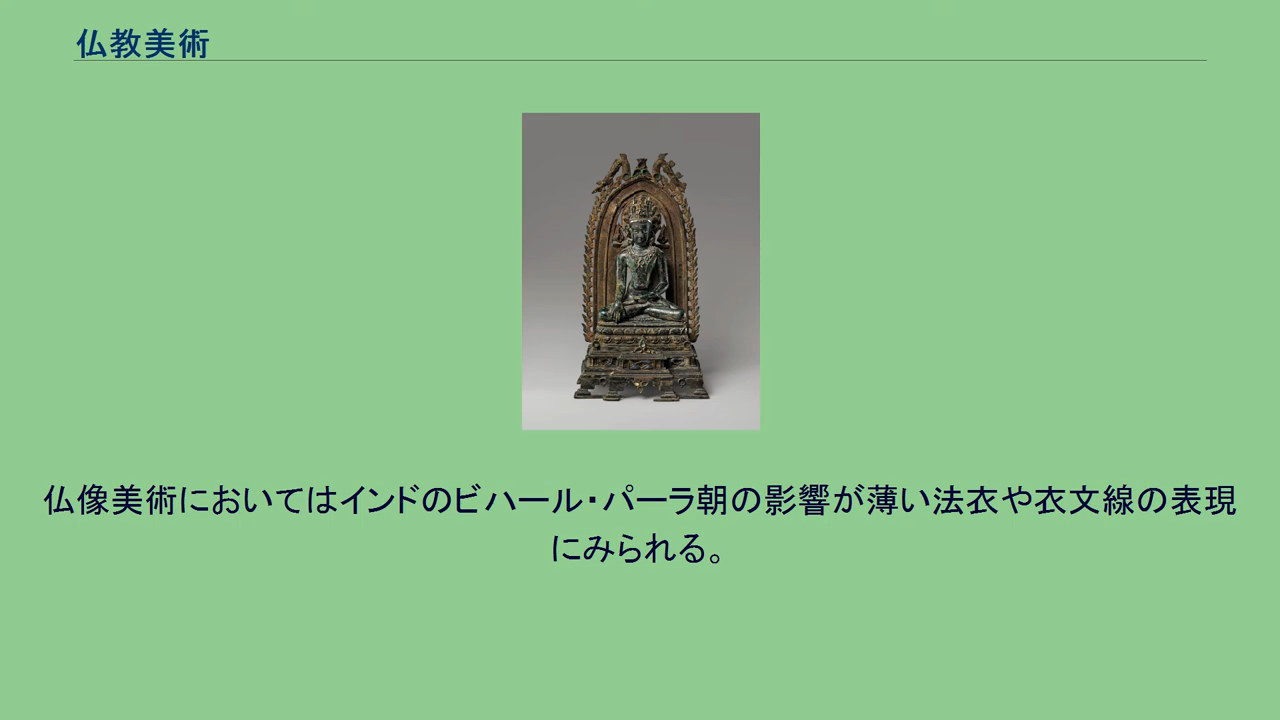 仏教美術
仏像美術においてはインドのビハール・パーラ朝の影響が薄い法衣や衣文線の表現
にみられる。